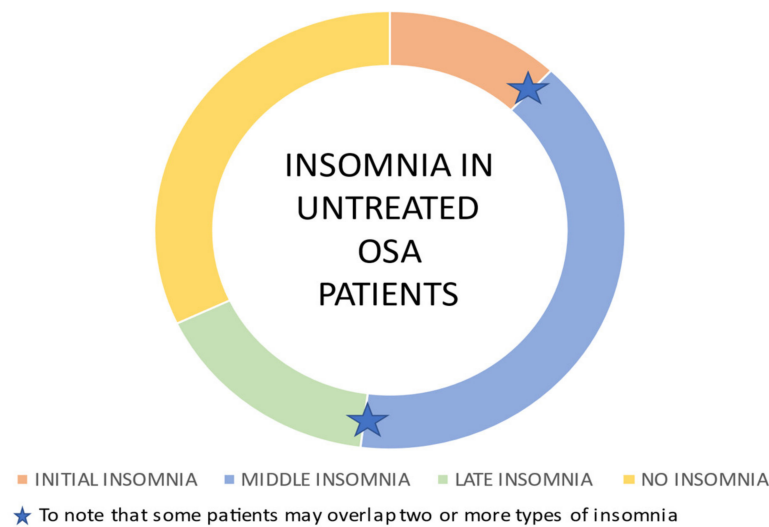 INSOMNIA IN
UNTREATED
OSA
PATIENTS
INITIAL INSOMNIA MIDDLE INSOMNIA LATE INSOMNIA NO INSOMNIA
To note that some patients may overlap two or more types of insomnia